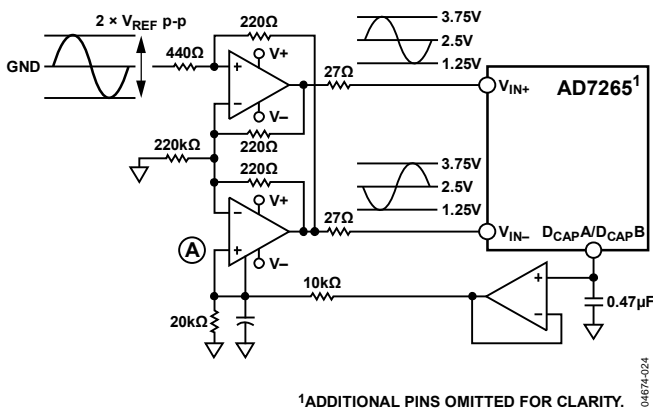 2 × VREF p-p
GND
440Ω
220Ω
V+
+
–
V–
27Ω
220Ω
220kΩ
220Ω
V+
–
+
V–
27Ω
A
20kΩ
10kΩ
+
–
0.47µF
3.75V
2.5V
1.25V
3.75V
2.5V
1.25V
VIN+
AD7265¹
VIN–
DCAPA/DCAPB
¹ADDITIONAL PINS OMITTED FOR CLARITY.
04674-024